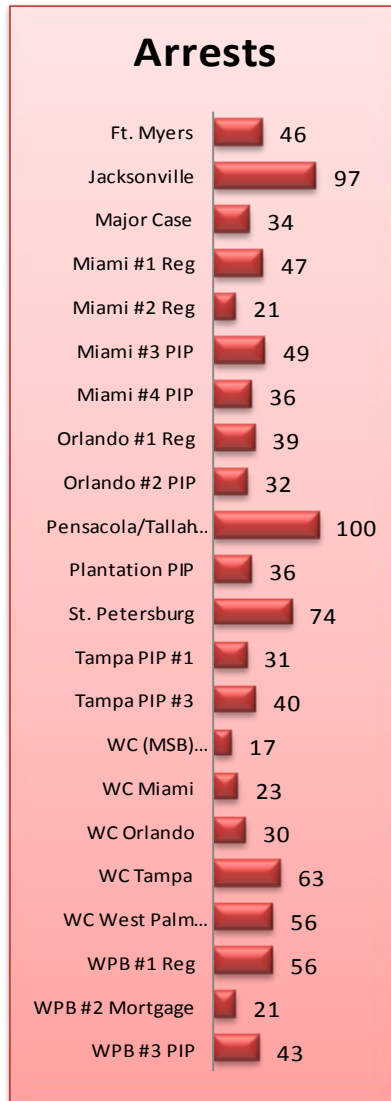 Arrests
Ft. Myers 46
Jacksonville 97
Major Case 34
Miami #1 Reg 47
Miami #2 Reg 21
Miami #3 PIP 49
Miami #4 PIP 36
Orlando #1 Reg 39
Orlando #2 PIP 32
Pensacola/Tallah... 100
Plantation PIP 36
St. Petersburg 74
Tampa PIP #1 31
Tampa PIP #3 40
WC (MSB)... 17
WC Miami 23
WC Orlando 30
WC Tampa 63
WC West Palm... 56
WPB #1 Reg 56
WPB #2 Mortgage 21
WPB #3 PIP 43